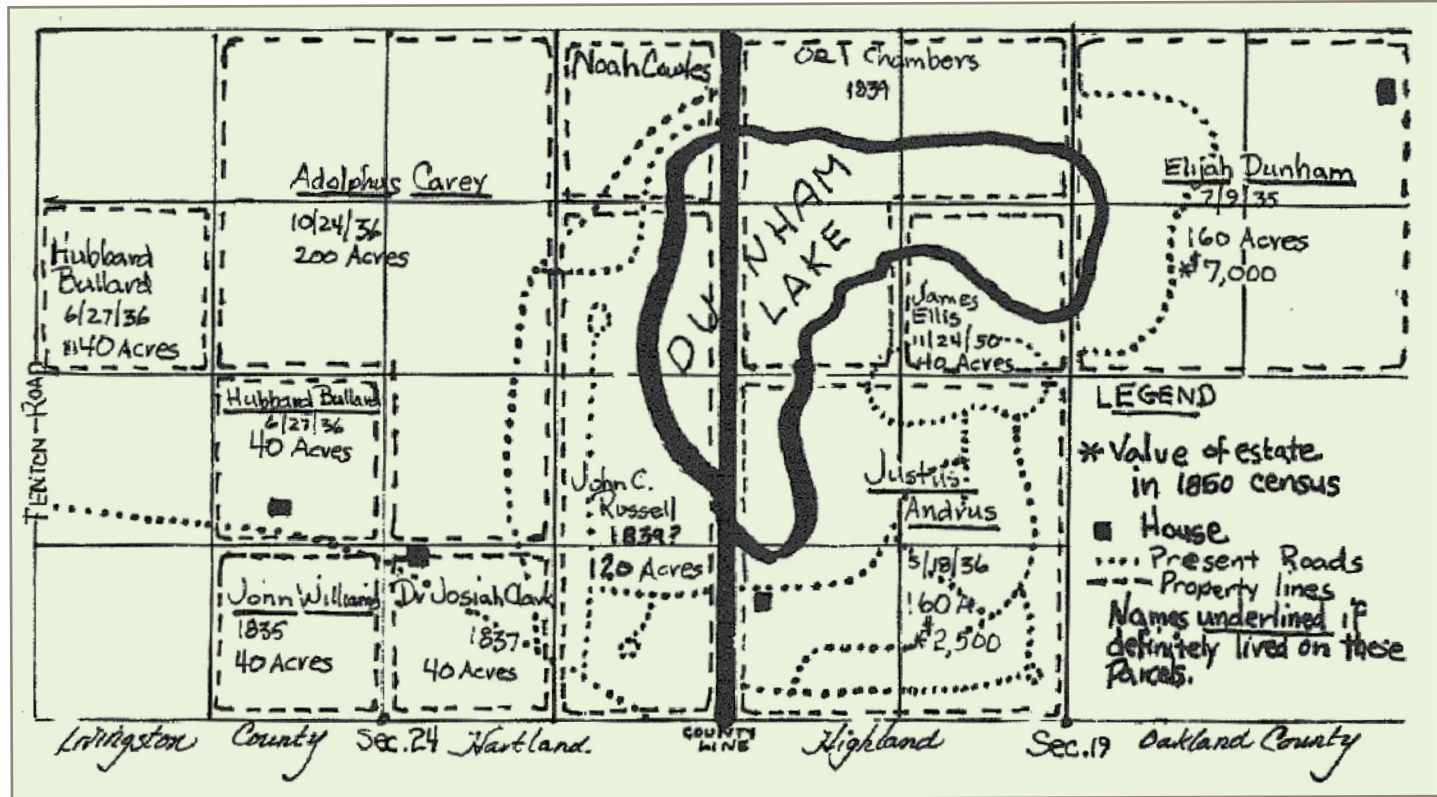 Noah Cowles
ORT Chambers
1839
Adolphus Carey
10/24/36
200 Acres
Elijah Dunham
7/9/35
160 Acres
*$7,000
Hubbard
Bullard
6/27/36
40 Acres
DUNHAM
LAKE
James
Ellis
11/24/50
40 Acres
FENTON ROAD
Hubbard Bullard
6/27/36
40 Acres
John C.
Russell
1839?
120 Acres
Justus
Andrus
5/18/36
160 A
*$2,500
John Williams
1835
40 Acres
Dr Josiah Clark
1837
40 Acres
LEGEND
* Value of estate
in 1850 census
House
Present Roads
Property lines
Names underlined if
definitely lived on these
Parcels.
Livingston County Sec.24 Hartland.
COUNTY
LINE
Highland Sec.19 Oakland County